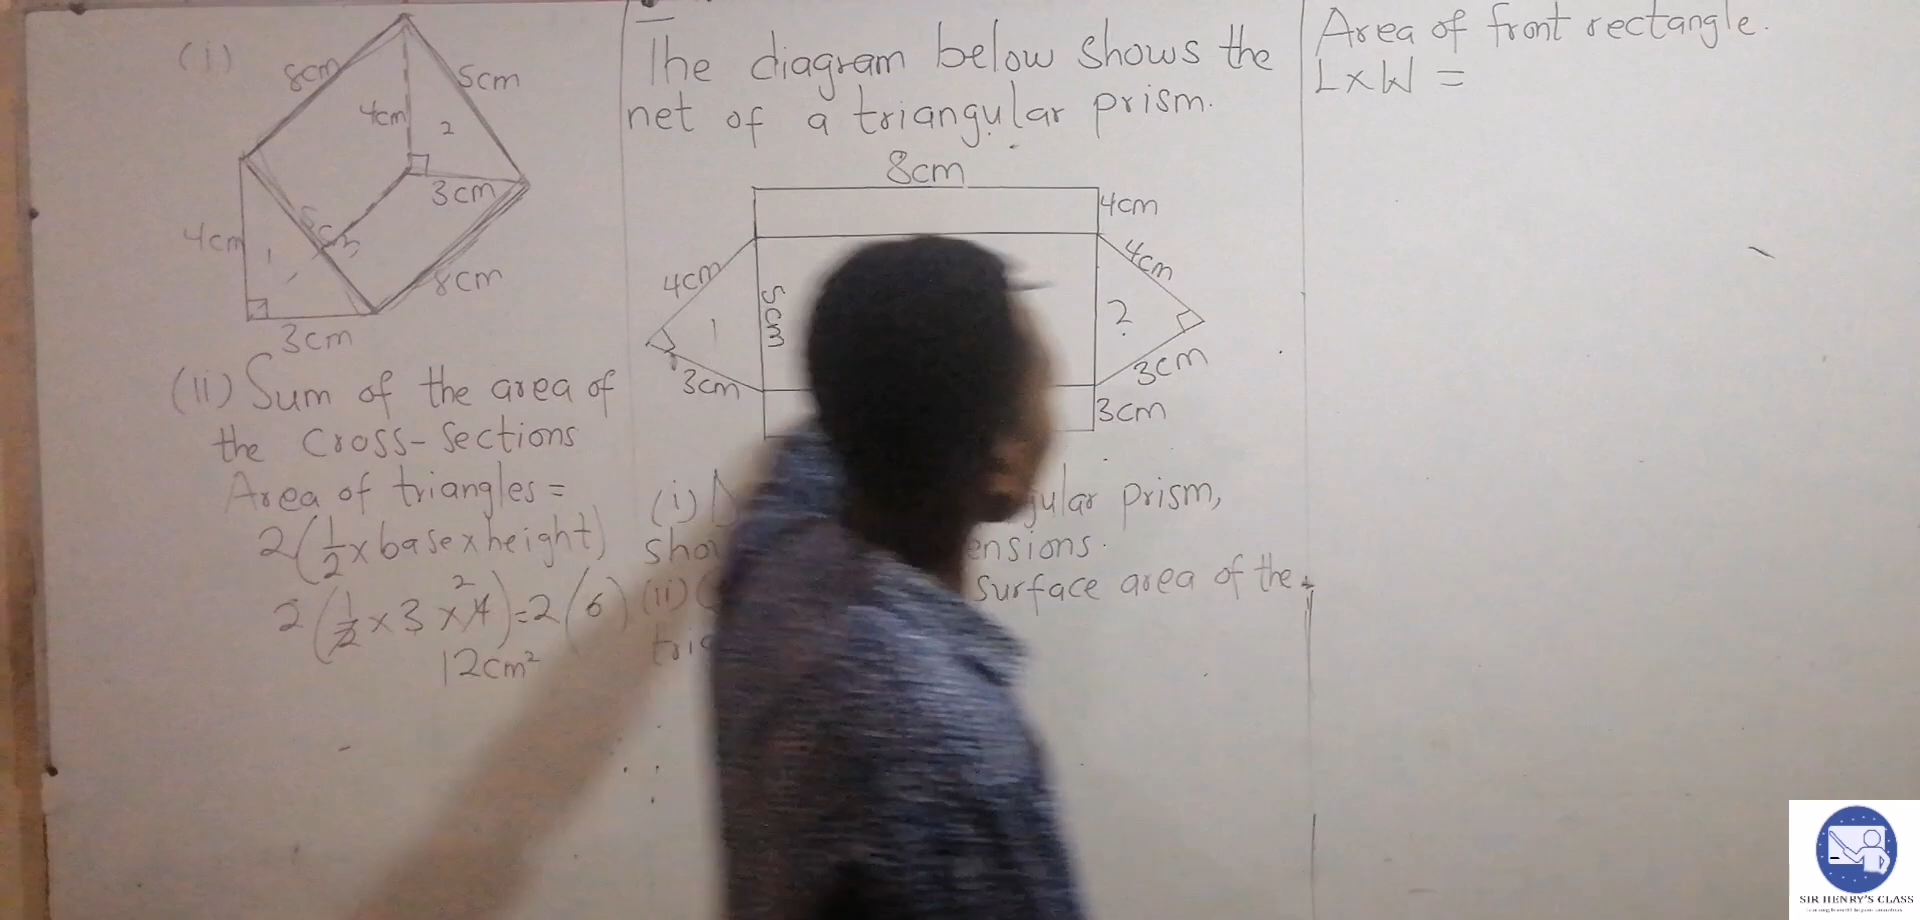 (i)
8cm
5cm
4cm
2
3cm
4cm
1
5cm
8cm
3cm
(ii) Sum of the area of
the Cross-Sections
Area of triangles =
2(1/2 x base x height)
2(1/2 x 3 x 4) = 2(6)
2
12cm²
The diagram below shows the
net of a triangular prism.
8cm
4cm
4cm
4cm
5cm
1
2
3cm
3cm
3cm
(i) prism,
(ii) Surface area of the
Area of front rectangle.
L x W =
SIR HENRY'S CLASS